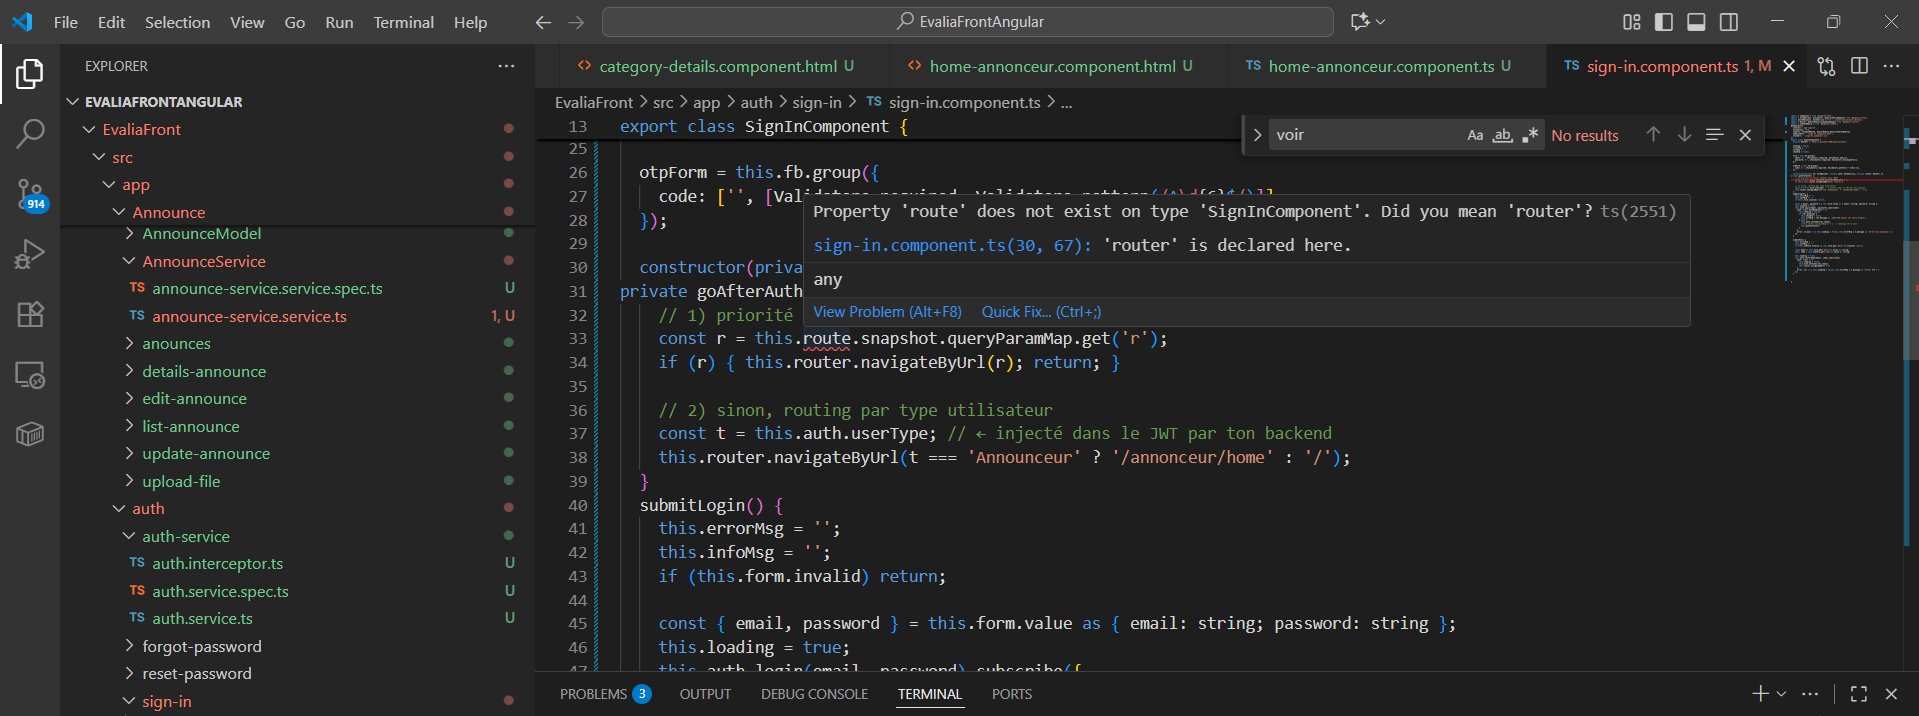 File Edit Selection View Go Run Terminal Help
EvaliaFrontAngular
EXPLORER
EVALIAFRONTANGULAR
EvaliaFront
src
app
Announce
AnnounceModel
AnnounceService
TS announce-service.service.spec.ts U
TS announce-service.service.ts 1, U
anounces
details-announce
edit-announce
list-announce
update-announce
upload-file
auth
auth-service
TS auth.interceptor.ts U
TS auth.service.spec.ts U
TS auth.service.ts U
forgot-password
reset-password
sign-in
914
<> category-details.component.html U
<> home-annonceur.component.html U
TS home-annonceur.component.ts U
TS sign-in.component.ts 1, M
EvaliaFront > src > app > auth > sign-in > TS sign-in.component.ts > ...
voir
Aa ab .*
No results
13 export class SignInComponent {
25
26 otpForm = this.fb.group({
27 code: ['', [
28 });
29
30 constructor(priva
31 private goAfterAuth
32 // 1) priorité
33 const r = this.route.snapshot.queryParamMap.get('r');
34 if (r) { this.router.navigateByUrl(r); return; }
35
36 // 2) sinon, routing par type utilisateur
37 const t = this.auth.userType; // ← injecté dans le JWT par ton backend
38 this.router.navigateByUrl(t === 'Announceur' ? '/annonceur/home' : '/');
39 }
40 submitLogin() {
41 this.errorMsg = '';
42 this.infoMsg = '';
43 if (this.form.invalid) return;
44
45 const { email, password } = this.form.value as { email: string; password: string };
46 this.loading = true;
47 this.auth.login(email, password).subscribe({
Property 'route' does not exist on type 'SignInComponent'. Did you mean 'router'? ts(2551)
sign-in.component.ts(30, 67): 'router' is declared here.
any
View Problem (Alt+F8) Quick Fix... (Ctrl+;)
PROBLEMS 3 OUTPUT DEBUG CONSOLE TERMINAL PORTS